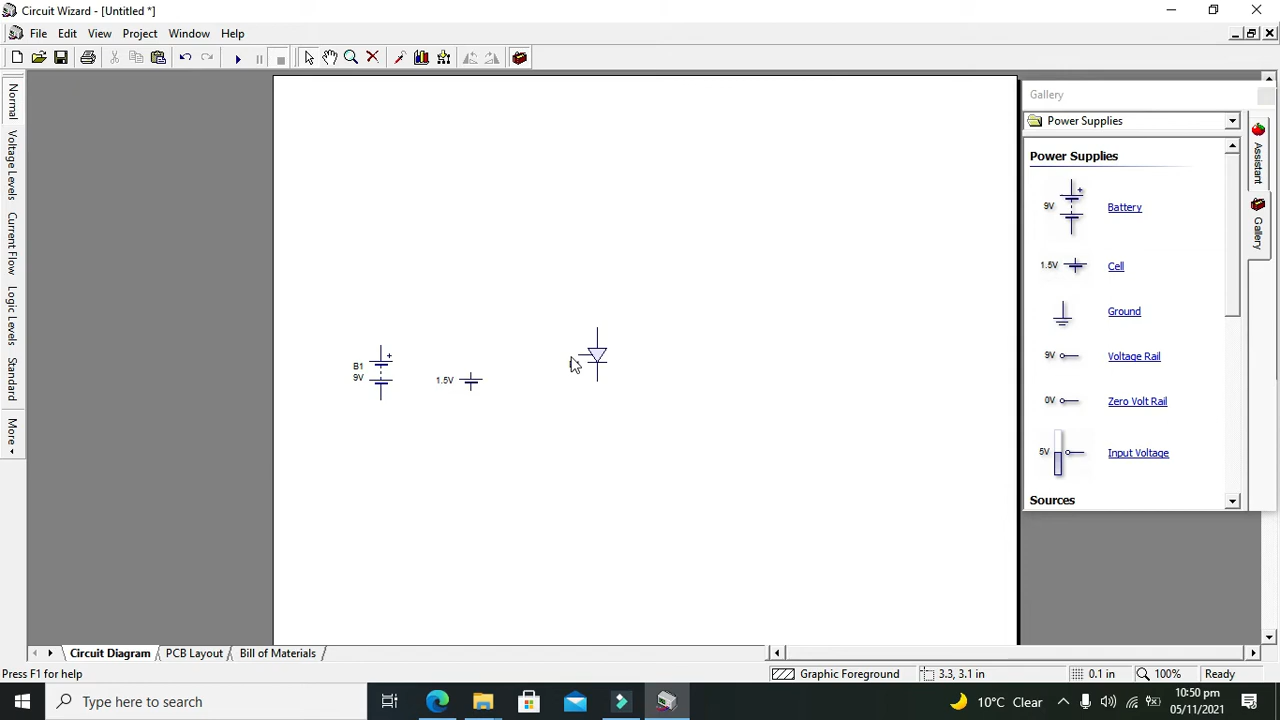 Circuit Wizard - [Untitled *]
File Edit View Project Window Help
Normal
Voltage Levels
Current Flow
Logic Levels
Standard
More
Gallery
Power Supplies
Power Supplies
9V + Battery
1.5V Cell
Ground
9V Voltage Rail
0V Zero Volt Rail
5V Input Voltage
Sources
Assistant
Gallery
B1 +
9V
1.5V
Circuit Diagram PCB Layout Bill of Materials
Press F1 for help Graphic Foreground 3.3, 3.1 in 0.1 in 100% Ready
Type here to search 10°C Clear 10:50 pm
05/11/2021